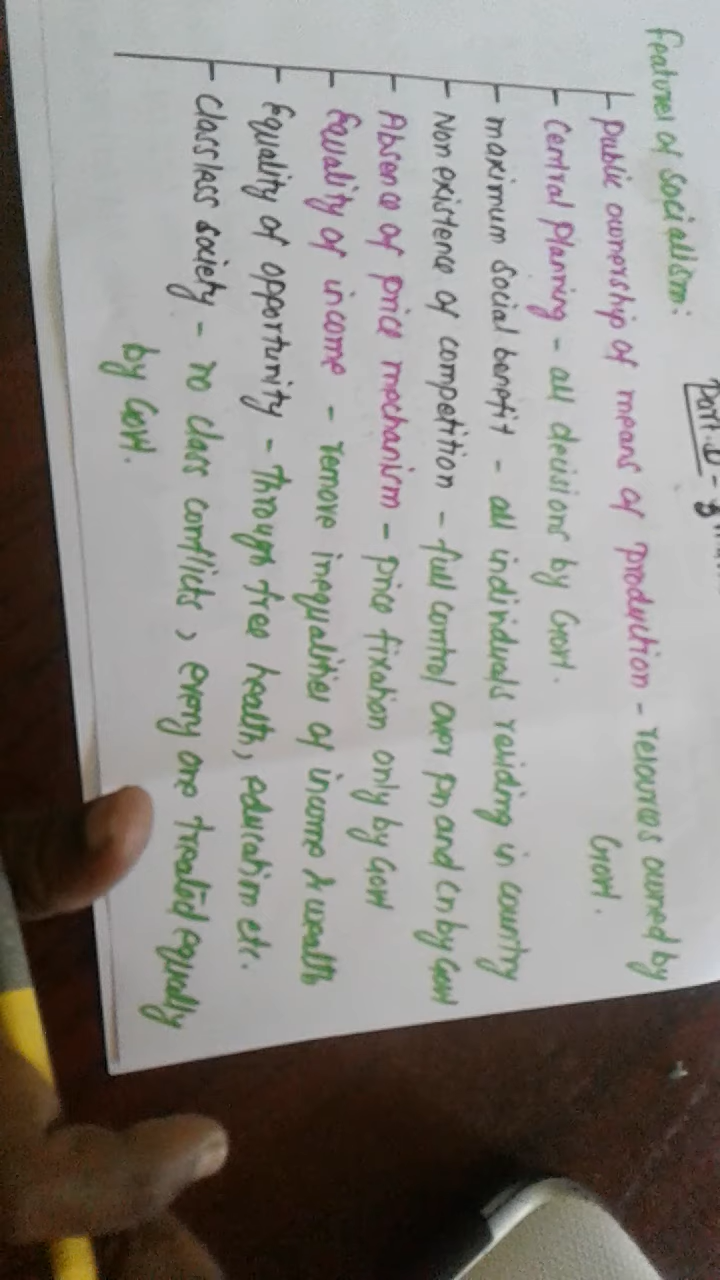 Part-D - 3
Features of socialism:
Public ownership of means of production - resources owned by
Govt.
Central Planning - all decisions by Govt.
maximum social benefit - all individuals residing in country
Non existence of competition - full control over pn, and cn by Govt
Absence of price mechanism - price fixation only by Govt
Equality of income - remove inequalities of income & wealth
Equality of opportunity - through free health, education etc.
Classless society - no class conflicts, every one treated equally
by Govt.